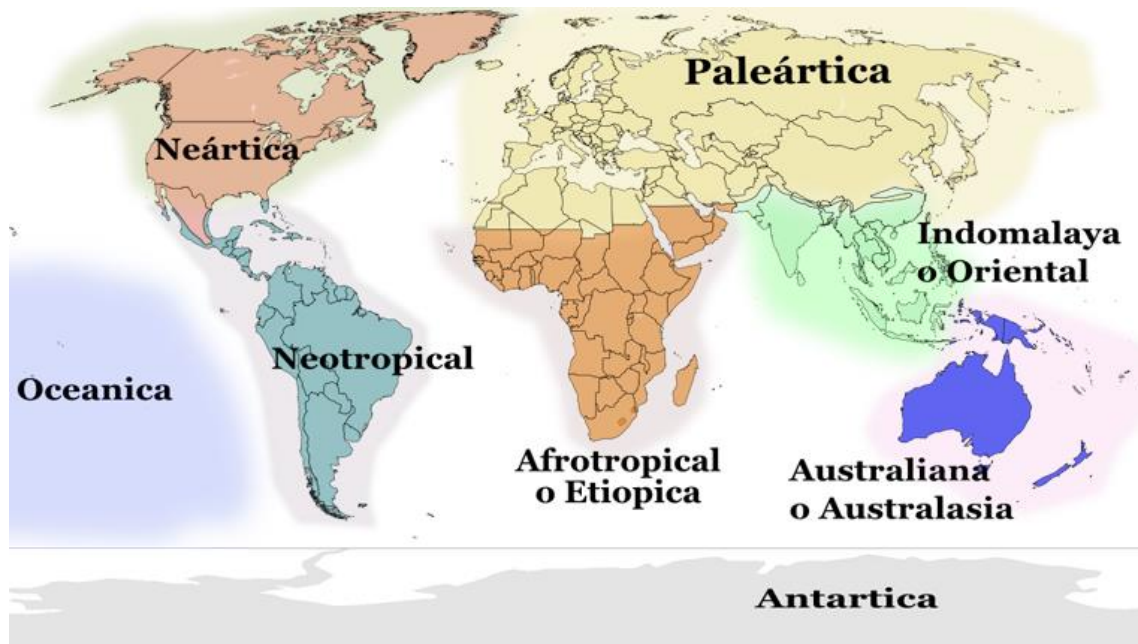 Paleártica
Neártica
Indomalaya
o Oriental
Neotropical
Oceanica
Afrotropical
o Etiopica
Australiana
o Australasia
Antartica